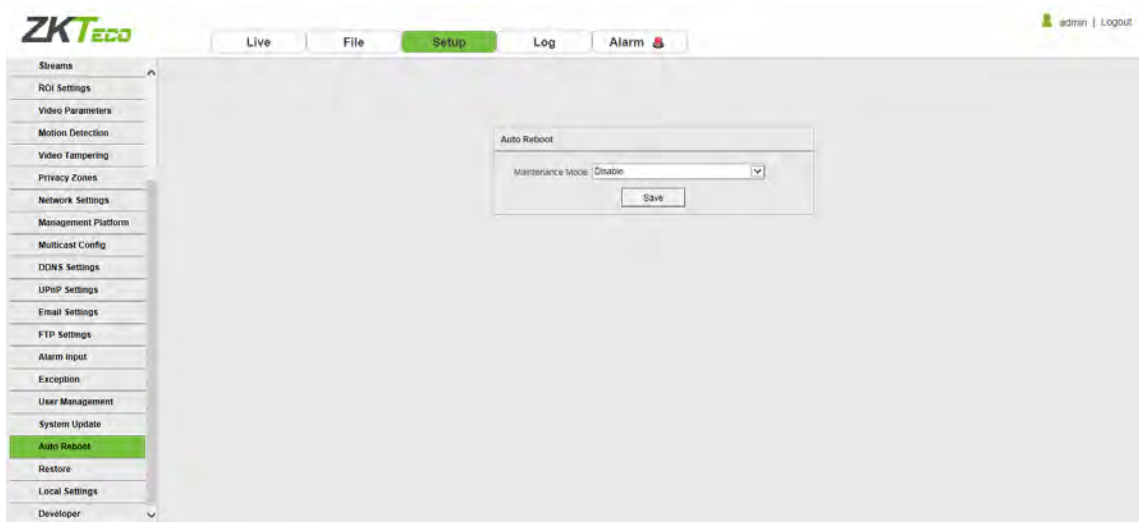 ZKTeco
admin | Logout
Live File Setup Log Alarm
Streams
ROI Settings
Video Parameters
Motion Detection
Video Tampering
Privacy Zones
Network Settings
Management Platform
Multicast Config
DDNS Settings
UPnP Settings
Email Settings
FTP Settings
Alarm Input
Exception
User Management
System Update
Auto Reboot
Restore
Local Settings
Developer
Auto Reboot
Maintenance Mode Disable
Save